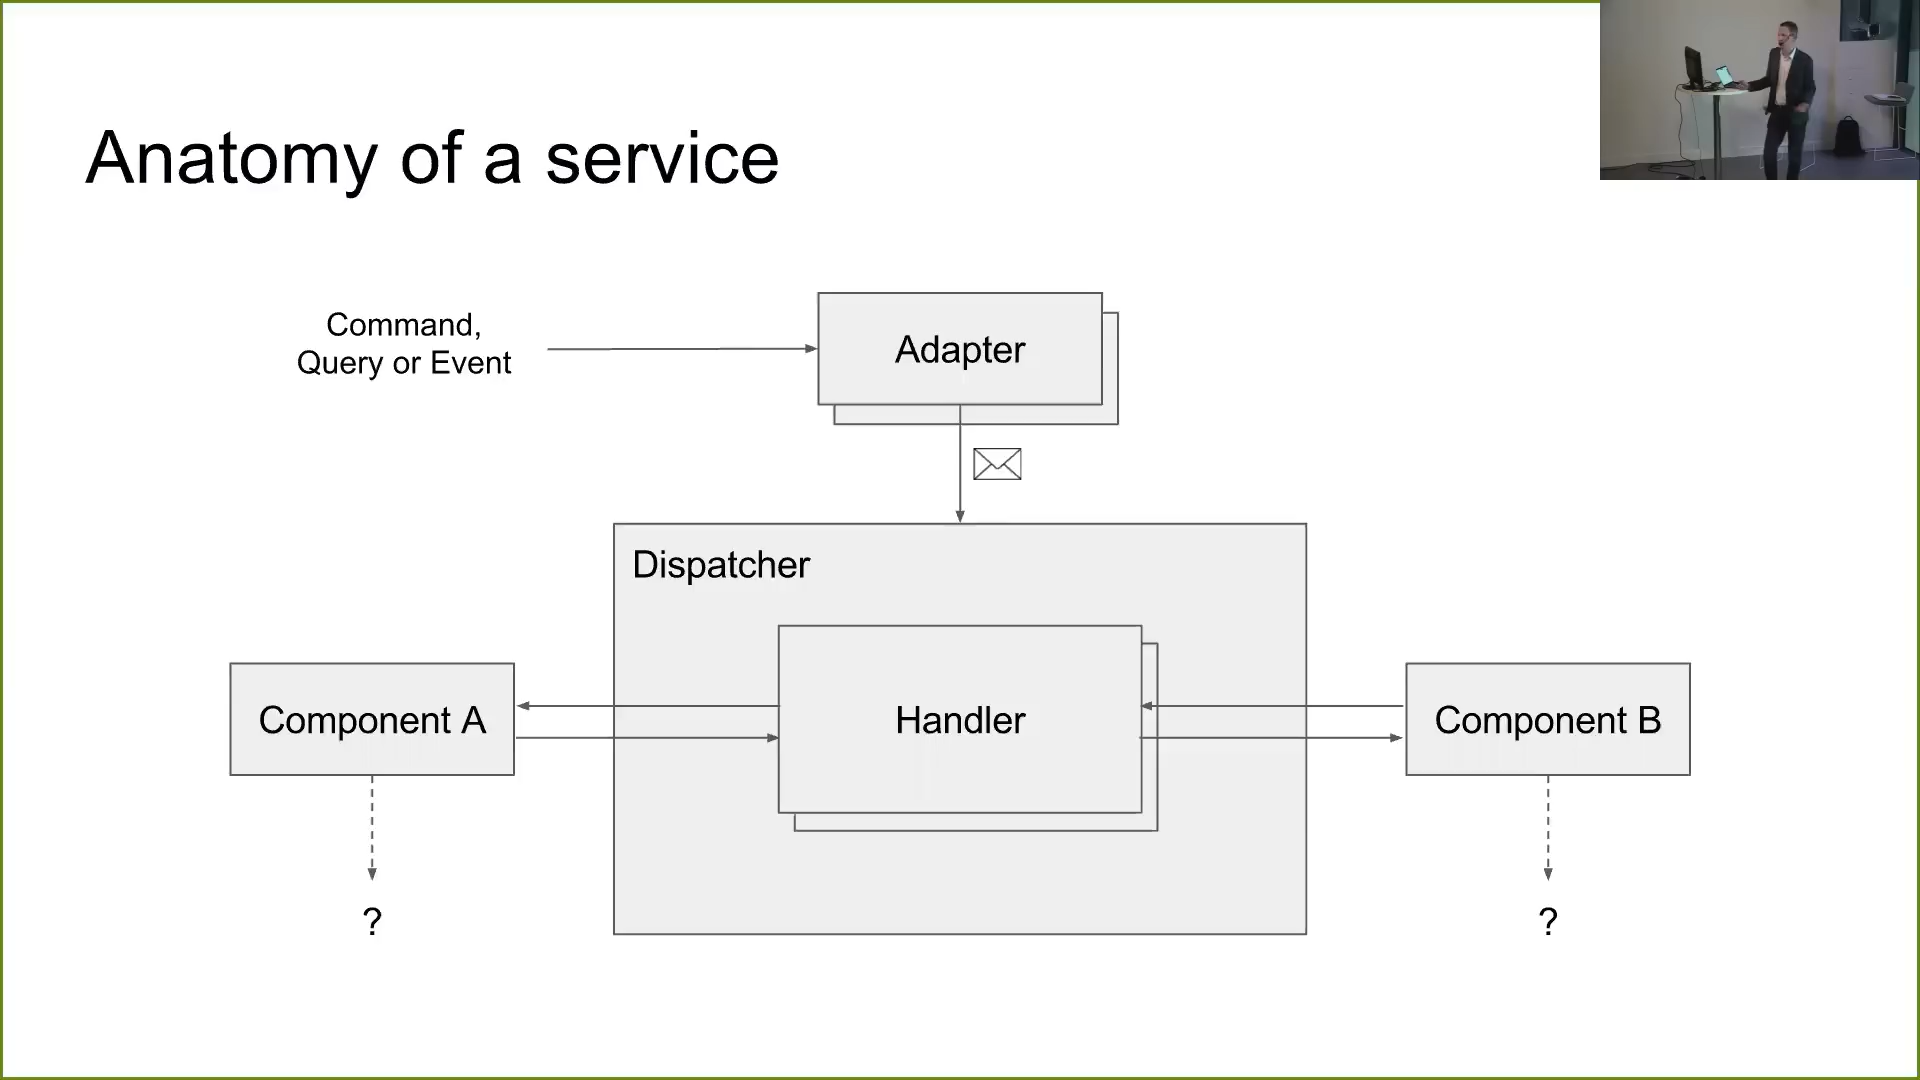 Anatomy of a service
Command,
Query or Event
Adapter
Dispatcher
Component A
Handler
Component B
?
?